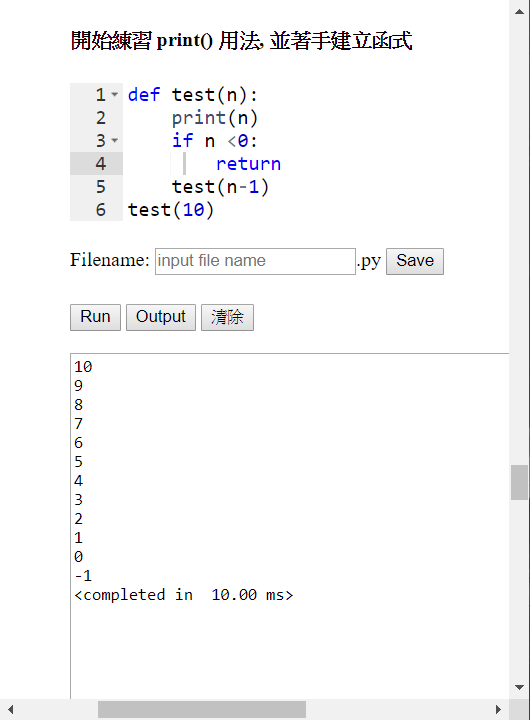 開始練習 print() 用法, 並著手建立函式
1 def test(n):
2     print(n)
3     if n <0:
4         return
5     test(n-1)
6 test(10)
Filename: input file name .py Save
Run Output 清除
10
9
8
7
6
5
4
3
2
1
0
-1
<completed in  10.00 ms>